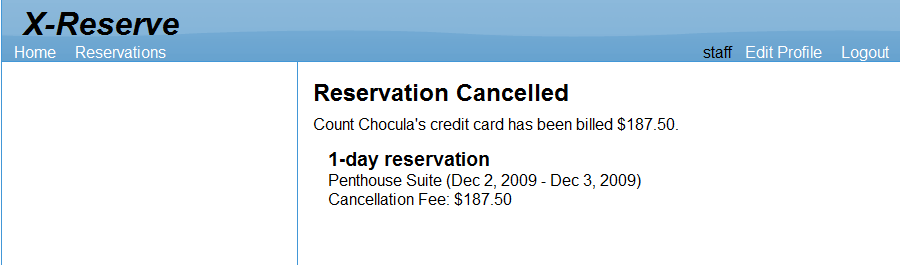 X-Reserve
Home Reservations staff Edit Profile Logout
Reservation Cancelled
Count Chocula's credit card has been billed $187.50.
1-day reservation
Penthouse Suite (Dec 2, 2009 - Dec 3, 2009)
Cancellation Fee: $187.50